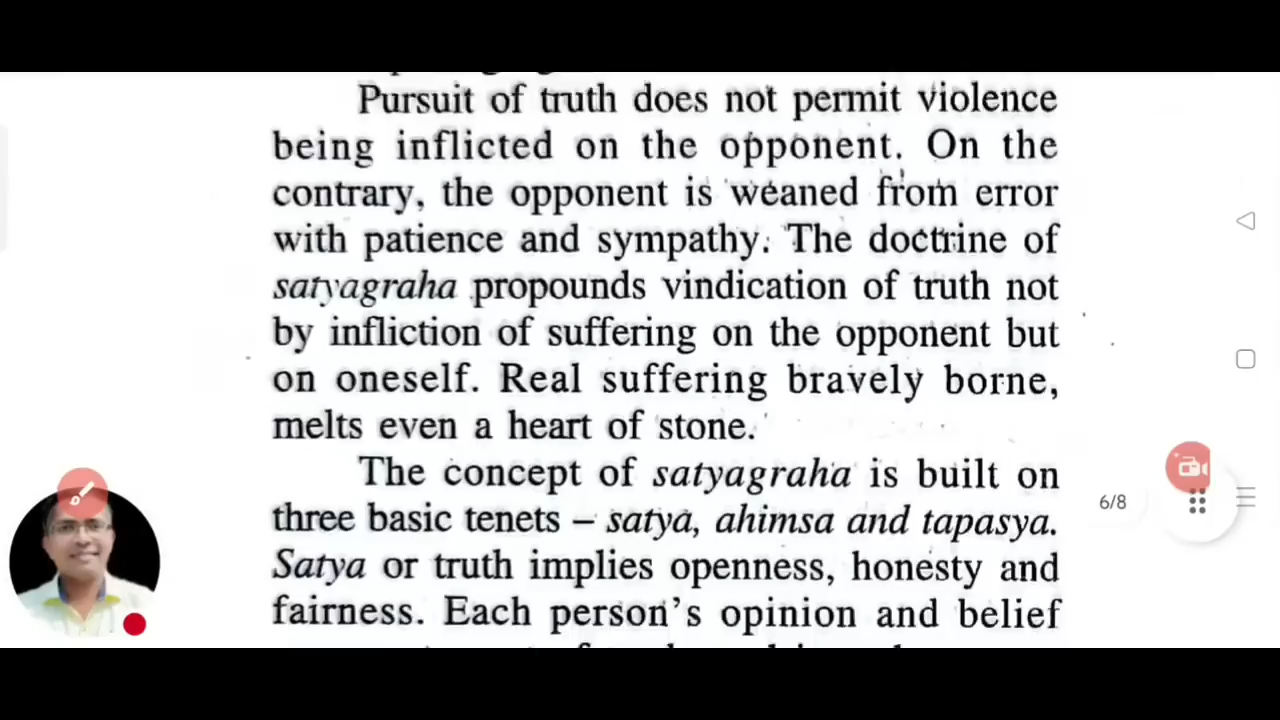 Pursuit of truth does not permit violence
being inflicted on the opponent. On the
contrary, the opponent is weaned from error
with patience and sympathy. The doctrine of
satyagraha propounds vindication of truth not
by infliction of suffering on the opponent but
on oneself. Real suffering bravely borne,
melts even a heart of stone.
The concept of satyagraha is built on
three basic tenets – satya, ahimsa and tapasya.
Satya or truth implies openness, honesty and
fairness. Each person's opinion and belief
6/8